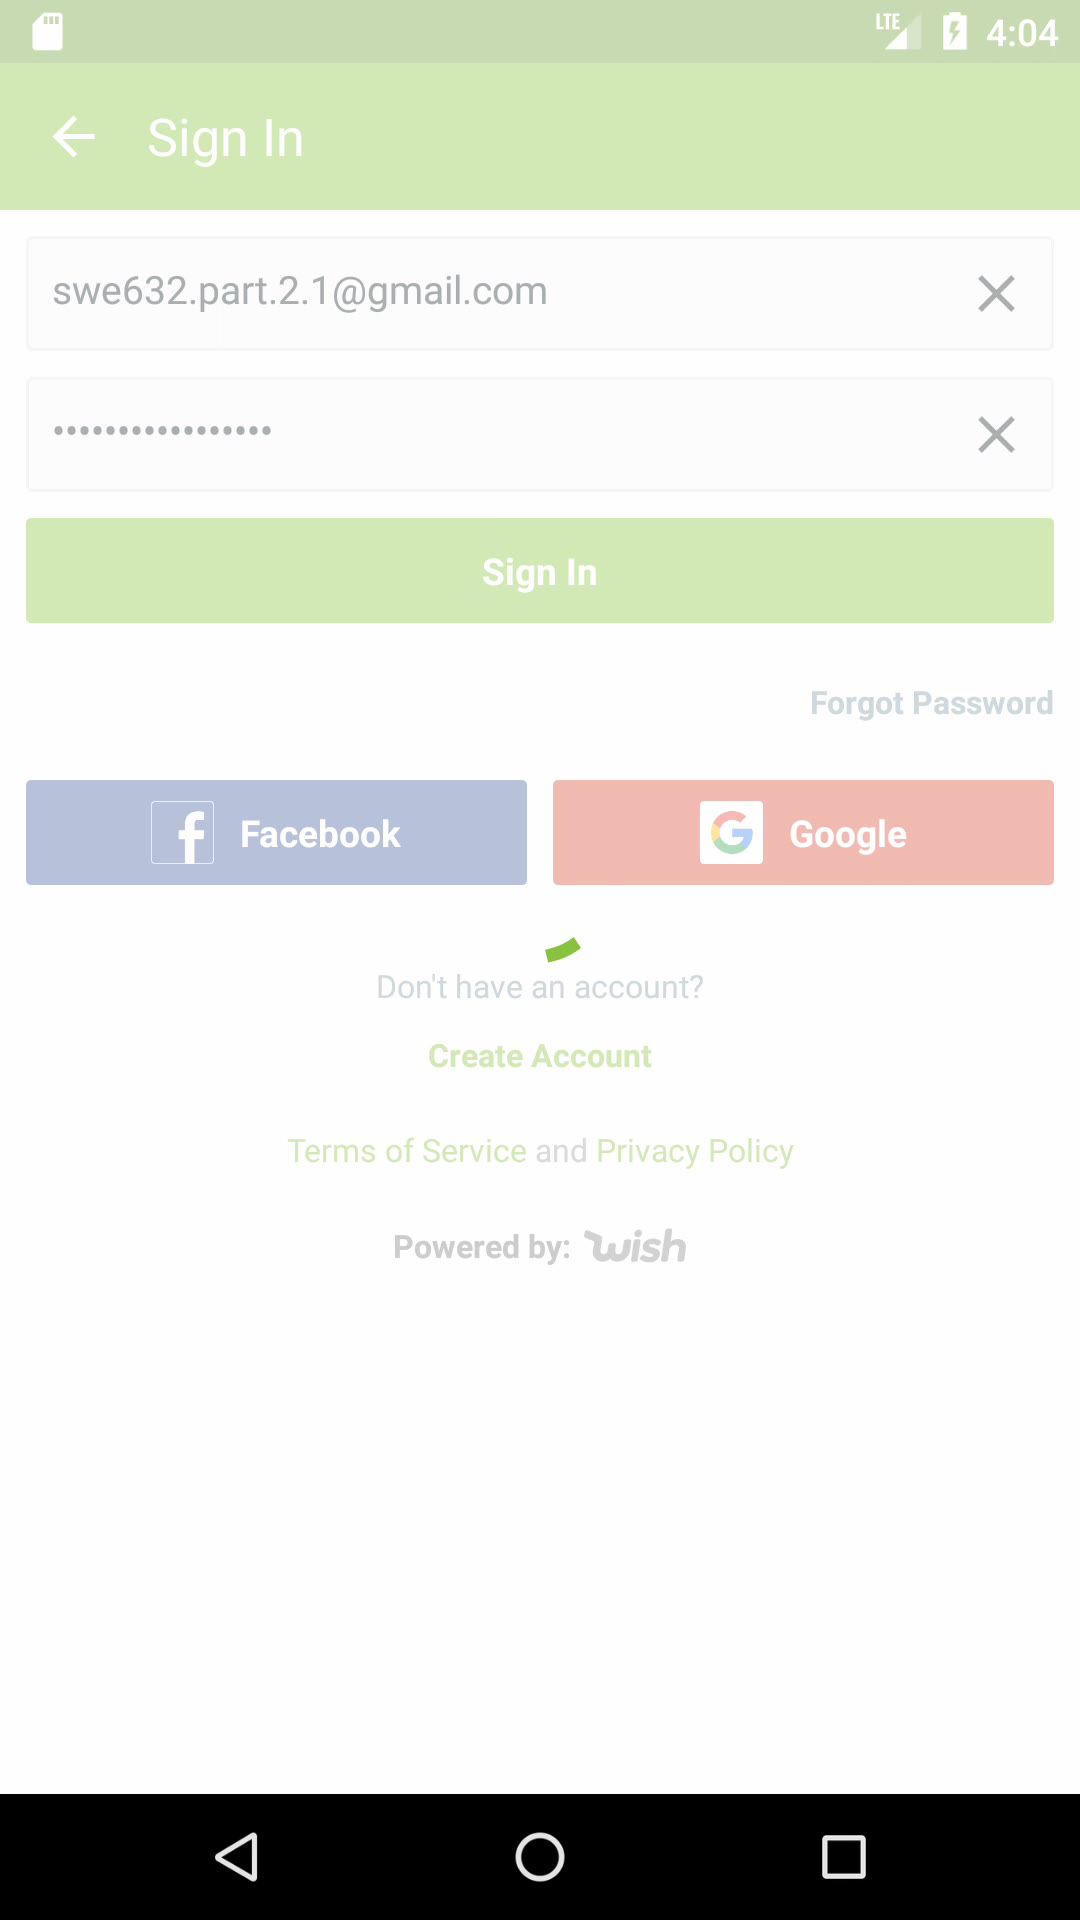 LTE 4:04
Sign In
swe632.part.2.1@gmail.com
•••••••••••••••••
Sign In
Forgot Password
Facebook
Google
Don't have an account?
Create Account
Terms of Service and Privacy Policy
Powered by: wish